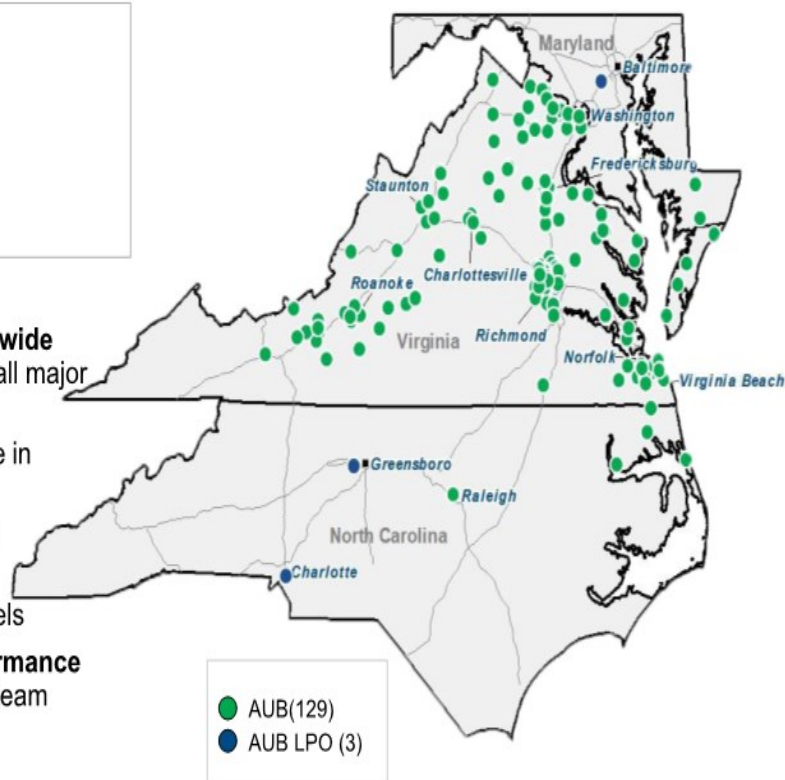 wide
all major
e in
els
rmance
eam
Maryland
Baltimore
Washington
Fredericksburg
Staunton
Charlottesville
Roanoke
Richmond
Virginia
Norfolk
Virginia Beach
Greensboro
Raleigh
North Carolina
Charlotte
AUB(129)
AUB LPO (3)